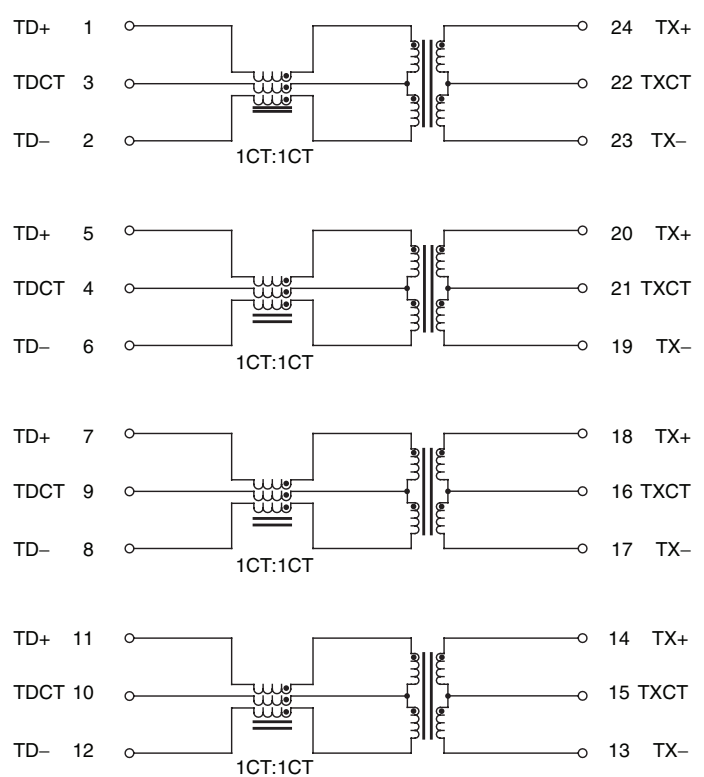 TD+ 1 24 TX+
TDCT 3 22 TXCT
TD− 2 23 TX−
1CT:1CT
TD+ 5 20 TX+
TDCT 4 21 TXCT
TD− 6 19 TX−
1CT:1CT
TD+ 7 18 TX+
TDCT 9 16 TXCT
TD− 8 17 TX−
1CT:1CT
TD+ 11 14 TX+
TDCT 10 15 TXCT
TD− 12 13 TX−
1CT:1CT